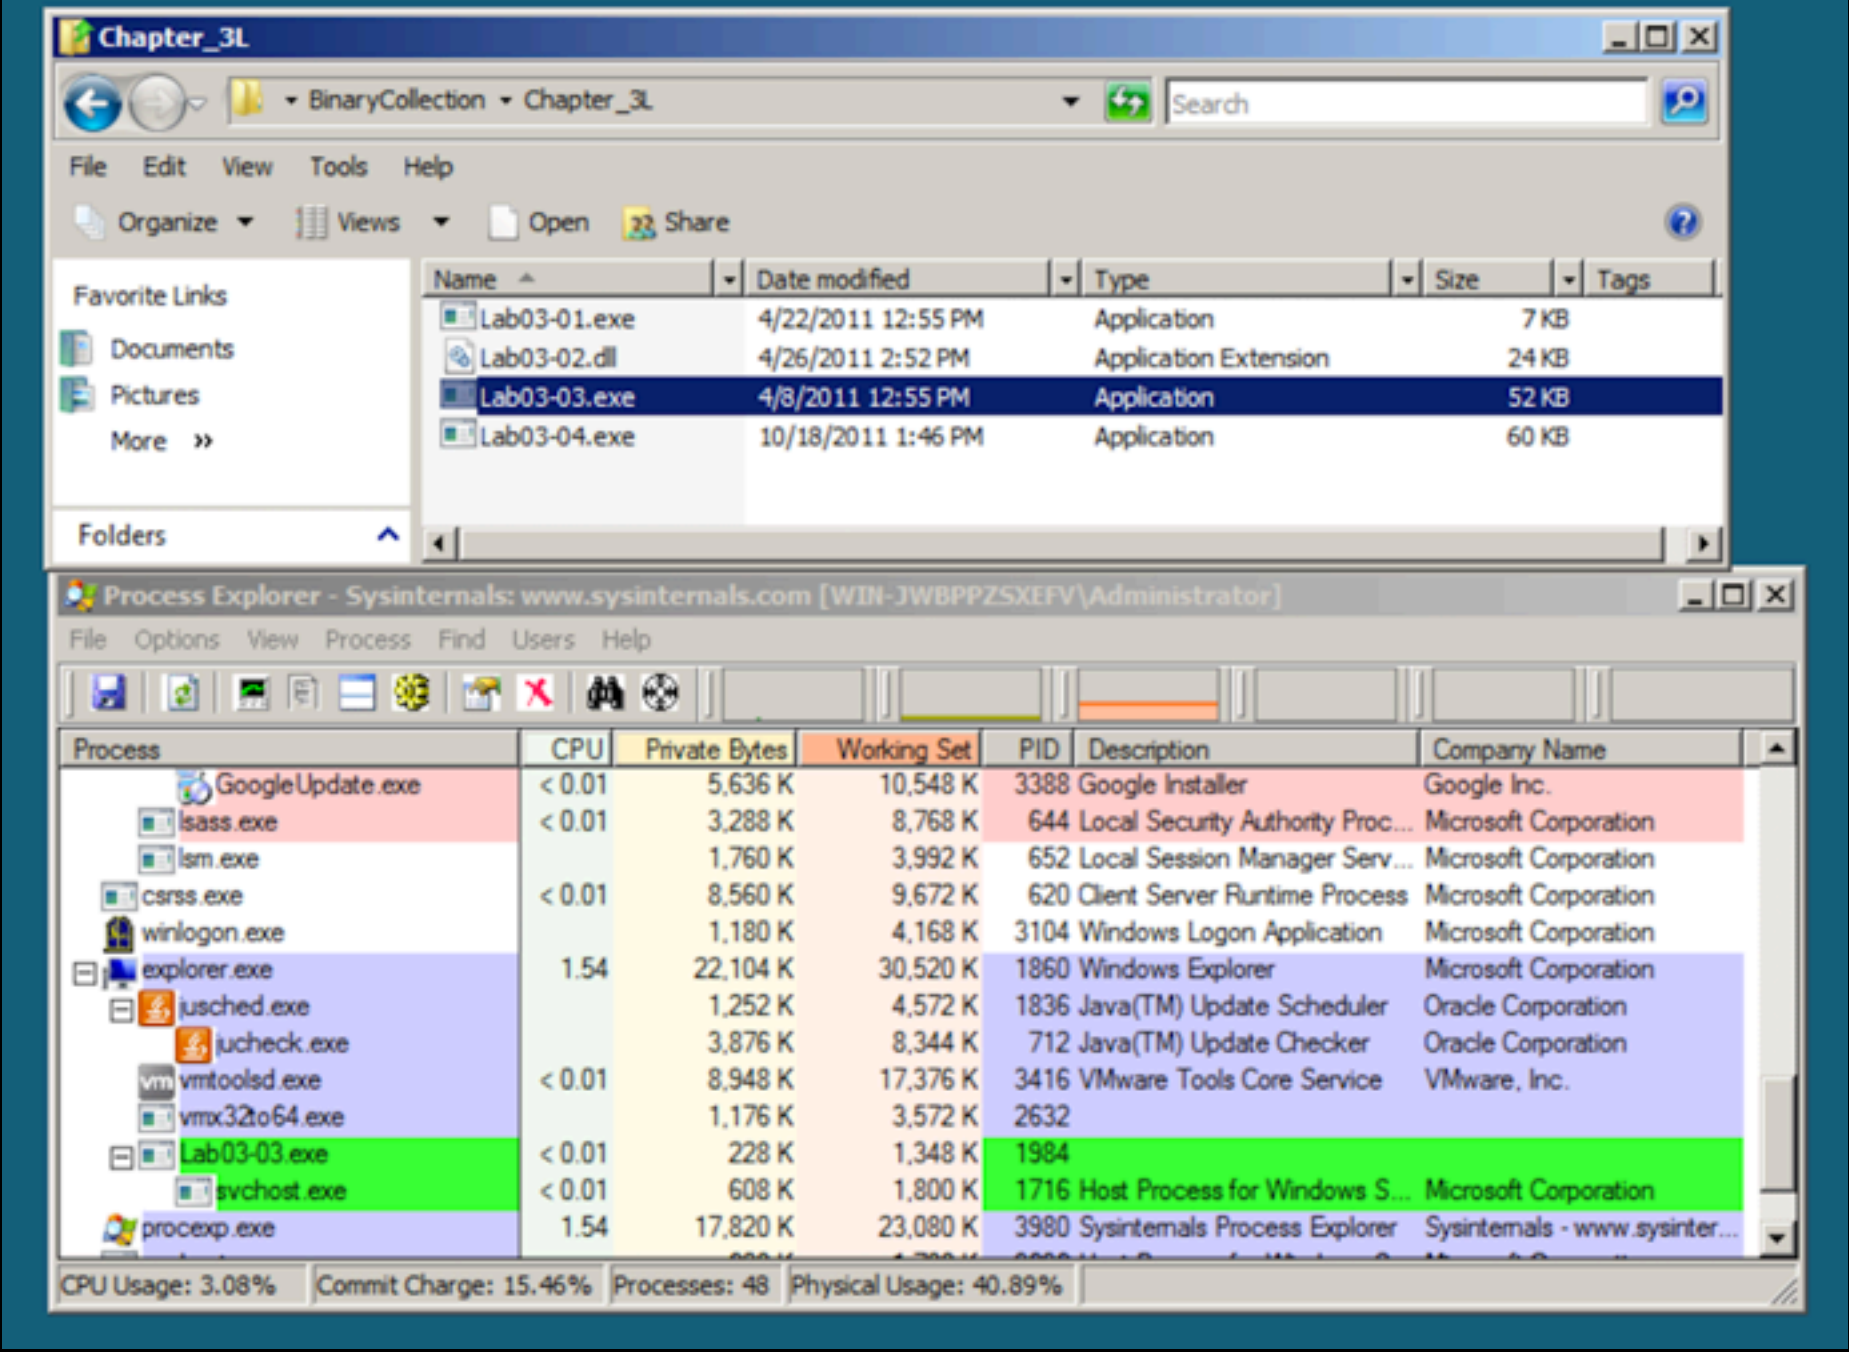 Chapter_3L
BinaryCollection Chapter_3L Search
File Edit View Tools Help
Organize Views Open Share
Favorite Links
Documents
Pictures
More »
Folders
Name Date modified Type Size Tags
Lab03-01.exe 4/22/2011 12:55 PM Application 7 KB
Lab03-02.dll 4/26/2011 2:52 PM Application Extension 24 KB
Lab03-03.exe 4/8/2011 12:55 PM Application 52 KB
Lab03-04.exe 10/18/2011 1:46 PM Application 60 KB
Process Explorer - Sysinternals: www.sysinternals.com [WIN-JWBPPZSXEFV\Administrator]
File Options View Process Find Users Help
Process CPU Private Bytes Working Set PID Description Company Name
GoogleUpdate.exe < 0.01 5,636 K 10,548 K 3388 Google Installer Google Inc.
lsass.exe < 0.01 3,288 K 8,768 K 644 Local Security Authority Proc... Microsoft Corporation
lsm.exe 1,760 K 3,992 K 652 Local Session Manager Serv... Microsoft Corporation
csrss.exe < 0.01 8,560 K 9,672 K 620 Client Server Runtime Process Microsoft Corporation
winlogon.exe 1,180 K 4,168 K 3104 Windows Logon Application Microsoft Corporation
explorer.exe 1.54 22,104 K 30,520 K 1860 Windows Explorer Microsoft Corporation
jusched.exe 1,252 K 4,572 K 1836 Java(TM) Update Scheduler Oracle Corporation
jucheck.exe 3,876 K 8,344 K 712 Java(TM) Update Checker Oracle Corporation
vm vmtoolsd.exe < 0.01 8,948 K 17,376 K 3416 VMware Tools Core Service VMware, Inc.
vmx32to64.exe 1,176 K 3,572 K 2632
Lab03-03.exe < 0.01 228 K 1,348 K 1984
svchost.exe < 0.01 608 K 1,800 K 1716 Host Process for Windows S... Microsoft Corporation
procexp.exe 1.54 17,820 K 23,080 K 3980 Sysinternals Process Explorer Sysinternals - www.sysinter...
CPU Usage: 3.08% Commit Charge: 15.46% Processes: 48 Physical Usage: 40.89%